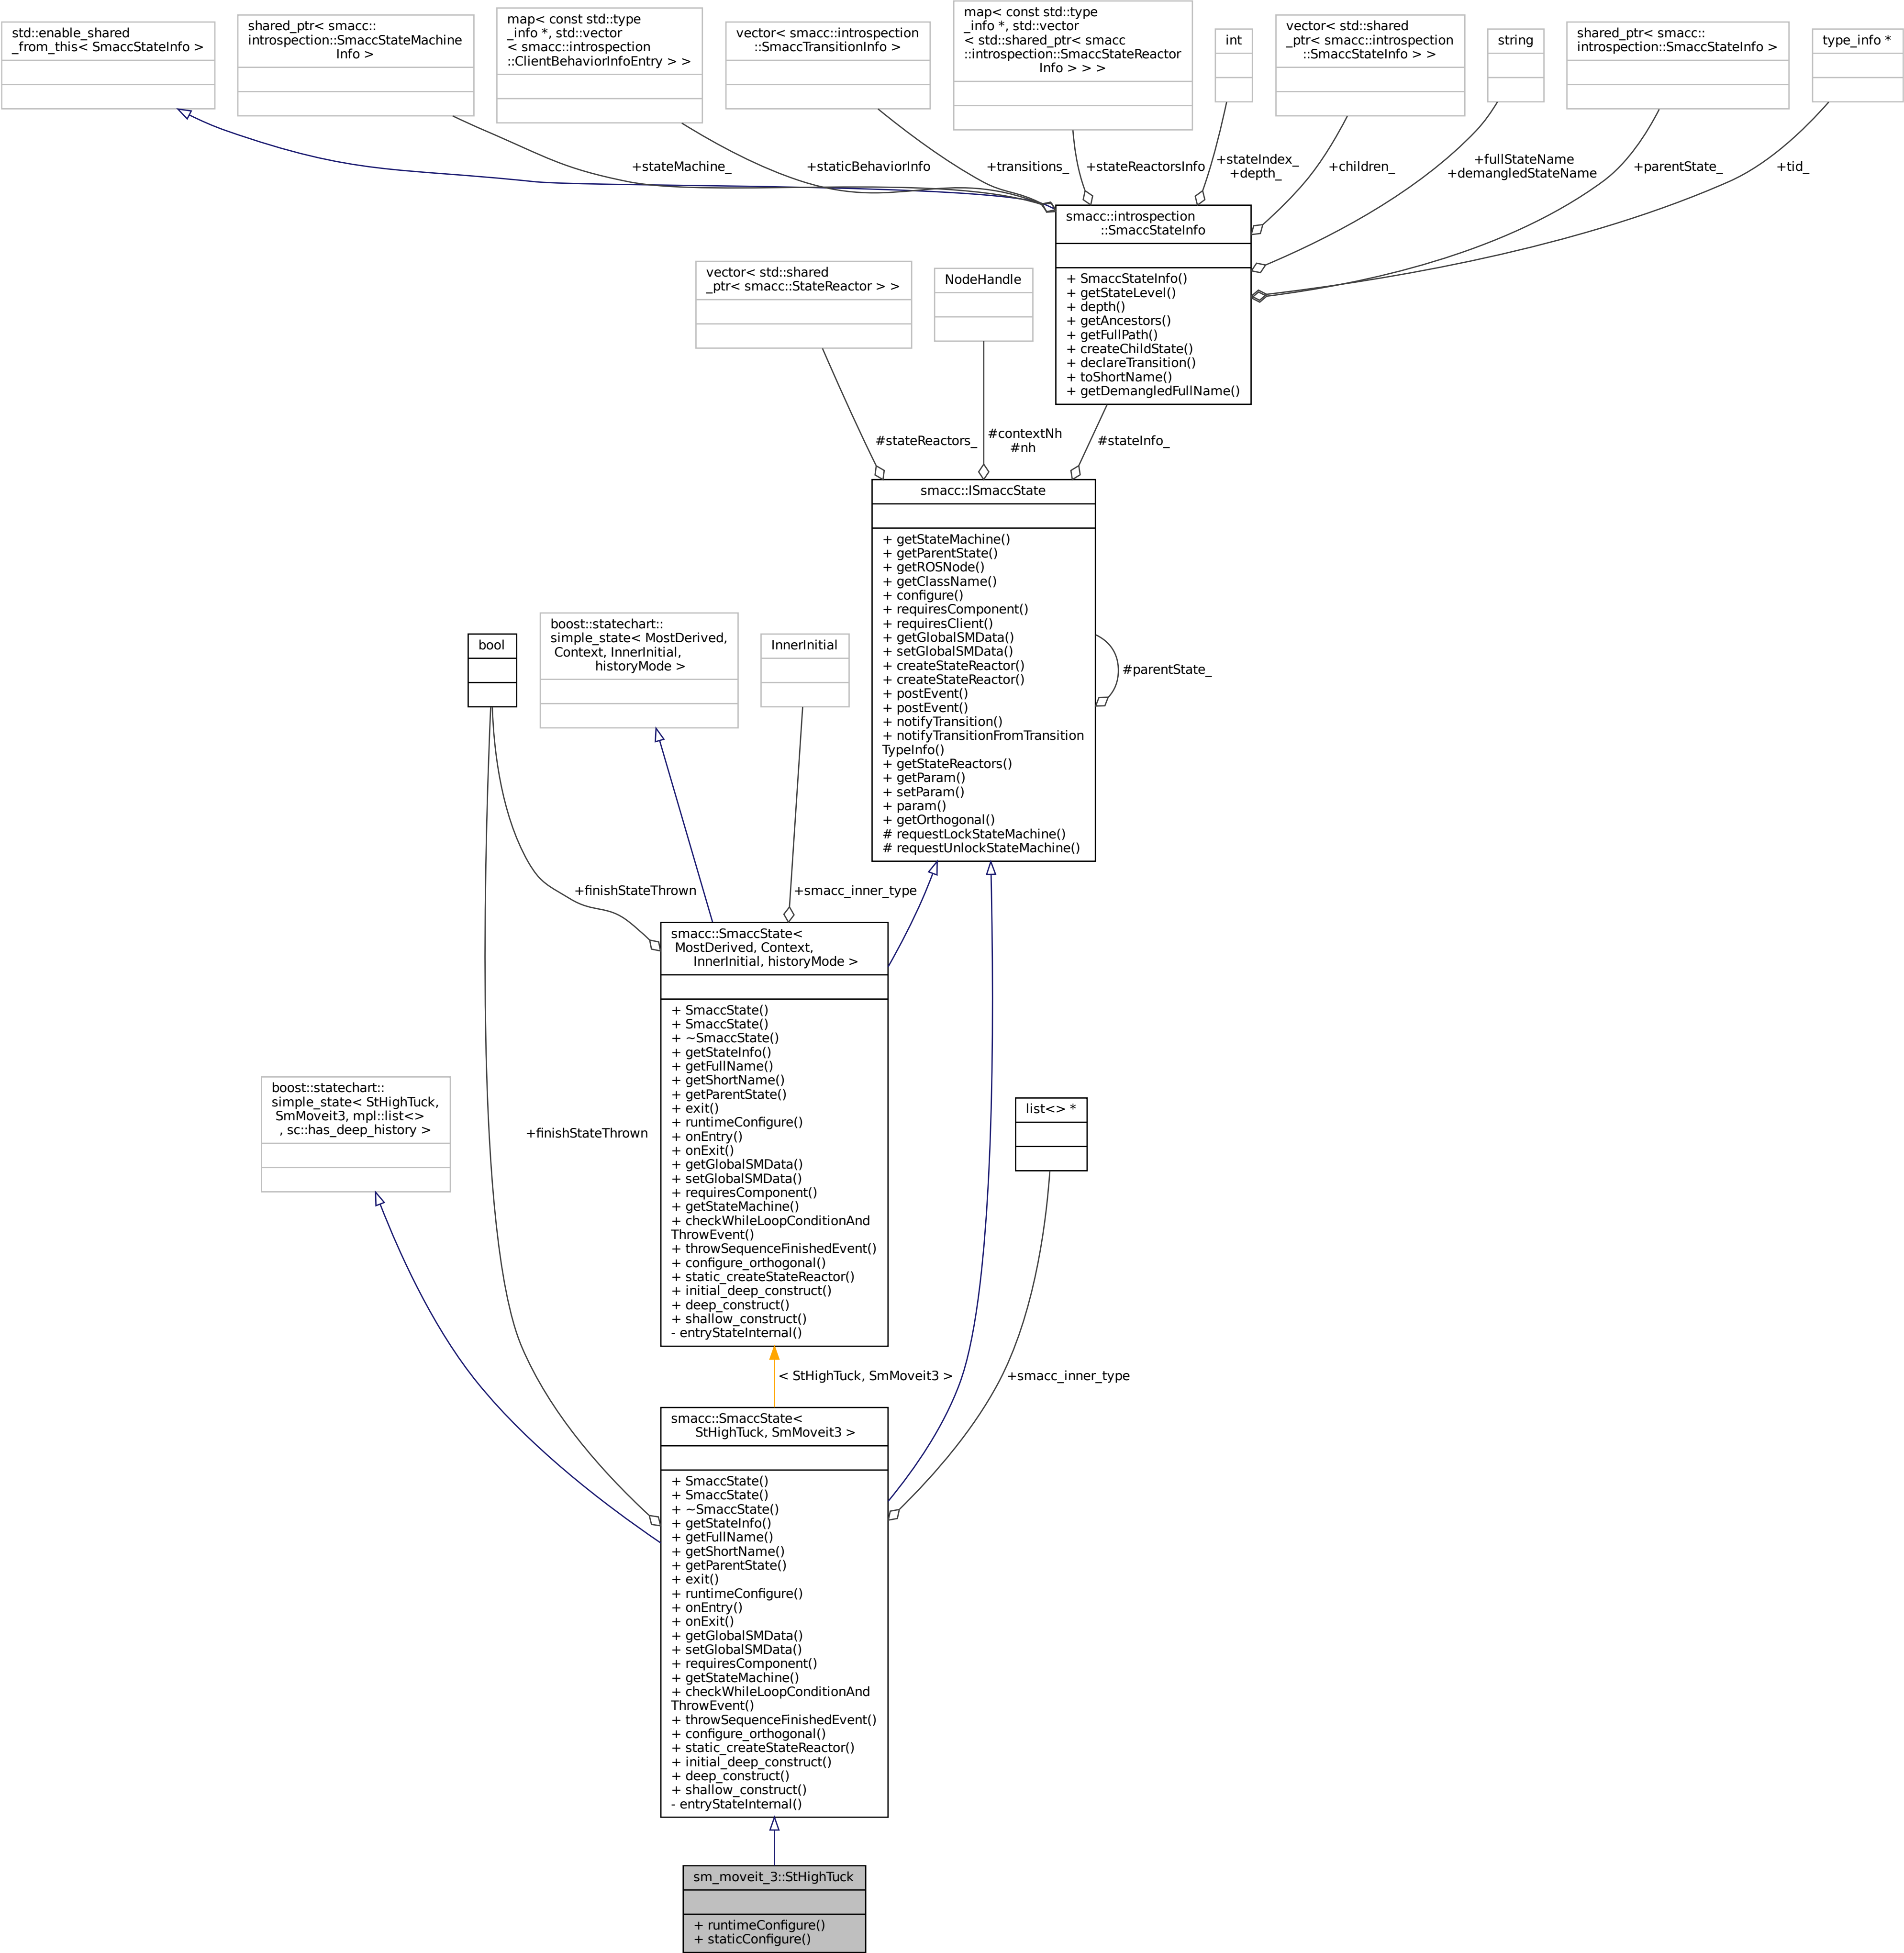 std::enable_shared
_from_this< SmaccStateInfo >
shared_ptr< smacc::
introspection::SmaccStateMachine
Info >
map< const std::type
_info *, std::vector
< smacc::introspection
::ClientBehaviorInfoEntry > >
vector< smacc::introspection
::SmaccTransitionInfo >
map< const std::type
_info *, std::vector
< std::shared_ptr< smacc
::introspection::SmaccStateReactor
Info > > >
int
vector< std::shared
_ptr< smacc::introspection
::SmaccStateInfo > >
string
shared_ptr< smacc::
introspection::SmaccStateInfo >
type_info *
+stateMachine_
+staticBehaviorInfo
+transitions_
+stateReactorsInfo
+stateIndex_
+depth_
+children_
+fullStateName
+demangledStateName
+parentState_
+tid_
smacc::introspection
::SmaccStateInfo
+ SmaccStateInfo()
+ getStateLevel()
+ depth()
+ getAncestors()
+ getFullPath()
+ createChildState()
+ declareTransition()
+ toShortName()
+ getDemangledFullName()
vector< std::shared
_ptr< smacc::StateReactor > >
NodeHandle
#stateReactors_
#contextNh
#nh
#stateInfo_
smacc::ISmaccState
+ getStateMachine()
+ getParentState()
+ getROSNode()
+ getClassName()
+ configure()
+ requiresComponent()
+ requiresClient()
+ getGlobalSMData()
+ setGlobalSMData()
+ createStateReactor()
+ createStateReactor()
+ postEvent()
+ postEvent()
+ notifyTransition()
+ notifyTransitionFromTransition
TypeInfo()
+ getStateReactors()
+ getParam()
+ setParam()
+ param()
+ getOrthogonal()
# requestLockStateMachine()
# requestUnlockStateMachine()
#parentState_
bool
boost::statechart::
simple_state< MostDerived,
Context, InnerInitial,
historyMode >
InnerInitial
+finishStateThrown
+smacc_inner_type
smacc::SmaccState<
MostDerived, Context,
InnerInitial, historyMode >
+ SmaccState()
+ SmaccState()
+ ~SmaccState()
+ getStateInfo()
+ getFullName()
+ getShortName()
+ getParentState()
+ exit()
+ runtimeConfigure()
+ onEntry()
+ onExit()
+ getGlobalSMData()
+ setGlobalSMData()
+ requiresComponent()
+ getStateMachine()
+ checkWhileLoopConditionAnd
ThrowEvent()
+ throwSequenceFinishedEvent()
+ configure_orthogonal()
+ static_createStateReactor()
+ initial_deep_construct()
+ deep_construct()
+ shallow_construct()
- entryStateInternal()
boost::statechart::
simple_state< StHighTuck,
SmMoveit3, mpl::list<>
, sc::has_deep_history >
+finishStateThrown
list<> *
< StHighTuck, SmMoveit3 >
+smacc_inner_type
smacc::SmaccState<
StHighTuck, SmMoveit3 >
+ SmaccState()
+ SmaccState()
+ ~SmaccState()
+ getStateInfo()
+ getFullName()
+ getShortName()
+ getParentState()
+ exit()
+ runtimeConfigure()
+ onEntry()
+ onExit()
+ getGlobalSMData()
+ setGlobalSMData()
+ requiresComponent()
+ getStateMachine()
+ checkWhileLoopConditionAnd
ThrowEvent()
+ throwSequenceFinishedEvent()
+ configure_orthogonal()
+ static_createStateReactor()
+ initial_deep_construct()
+ deep_construct()
+ shallow_construct()
- entryStateInternal()
sm_moveit_3::StHighTuck
+ runtimeConfigure()
+ staticConfigure()